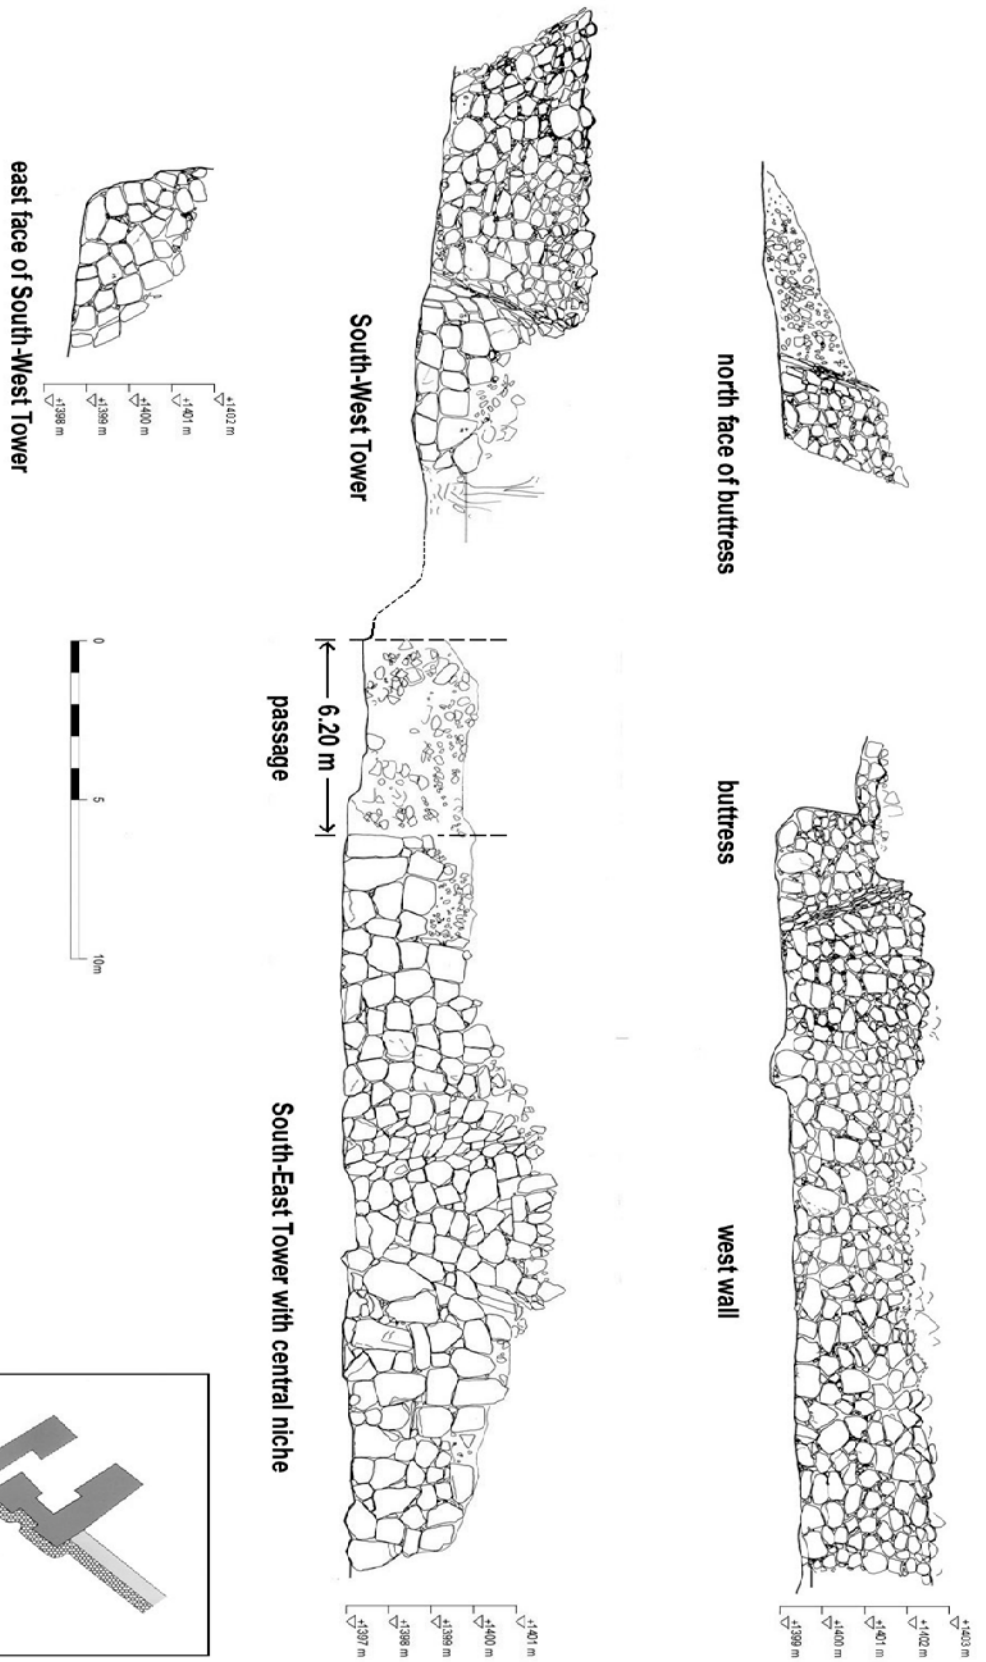 north face of buttress
buttress
west wall
+1403 m
+1402 m
+1401 m
+1400 m
+1399 m
South-West Tower
6.20 m
passage
South-East Tower with central niche
+1401 m
+1400 m
+1399 m
+1398 m
+1397 m
+1402 m
+1401 m
+1400 m
+1399 m
+1398 m
east face of South-West Tower
0
5
10m